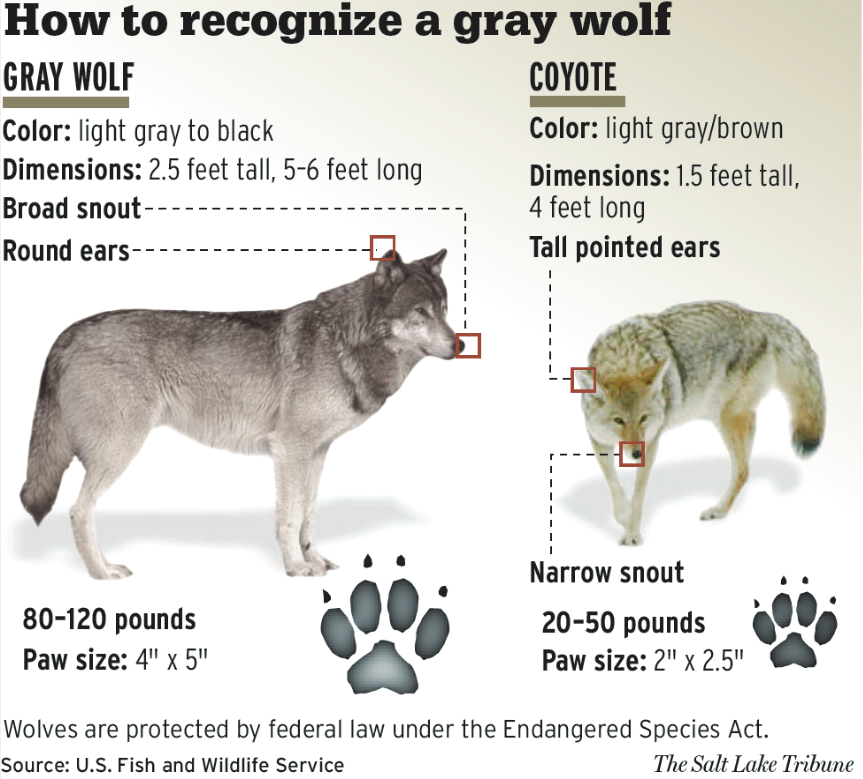 How to recognize a gray wolf
GRAY WOLF
Color: light gray to black
Dimensions: 2.5 feet tall, 5-6 feet long
Broad snout
Round ears
80–120 pounds
Paw size: 4" x 5"
COYOTE
Color: light gray/brown
Dimensions: 1.5 feet tall,
4 feet long
Tall pointed ears
Narrow snout
20–50 pounds
Paw size: 2" x 2.5"
Wolves are protected by federal law under the Endangered Species Act.
Source: U.S. Fish and Wildlife Service
The Salt Lake Tribune